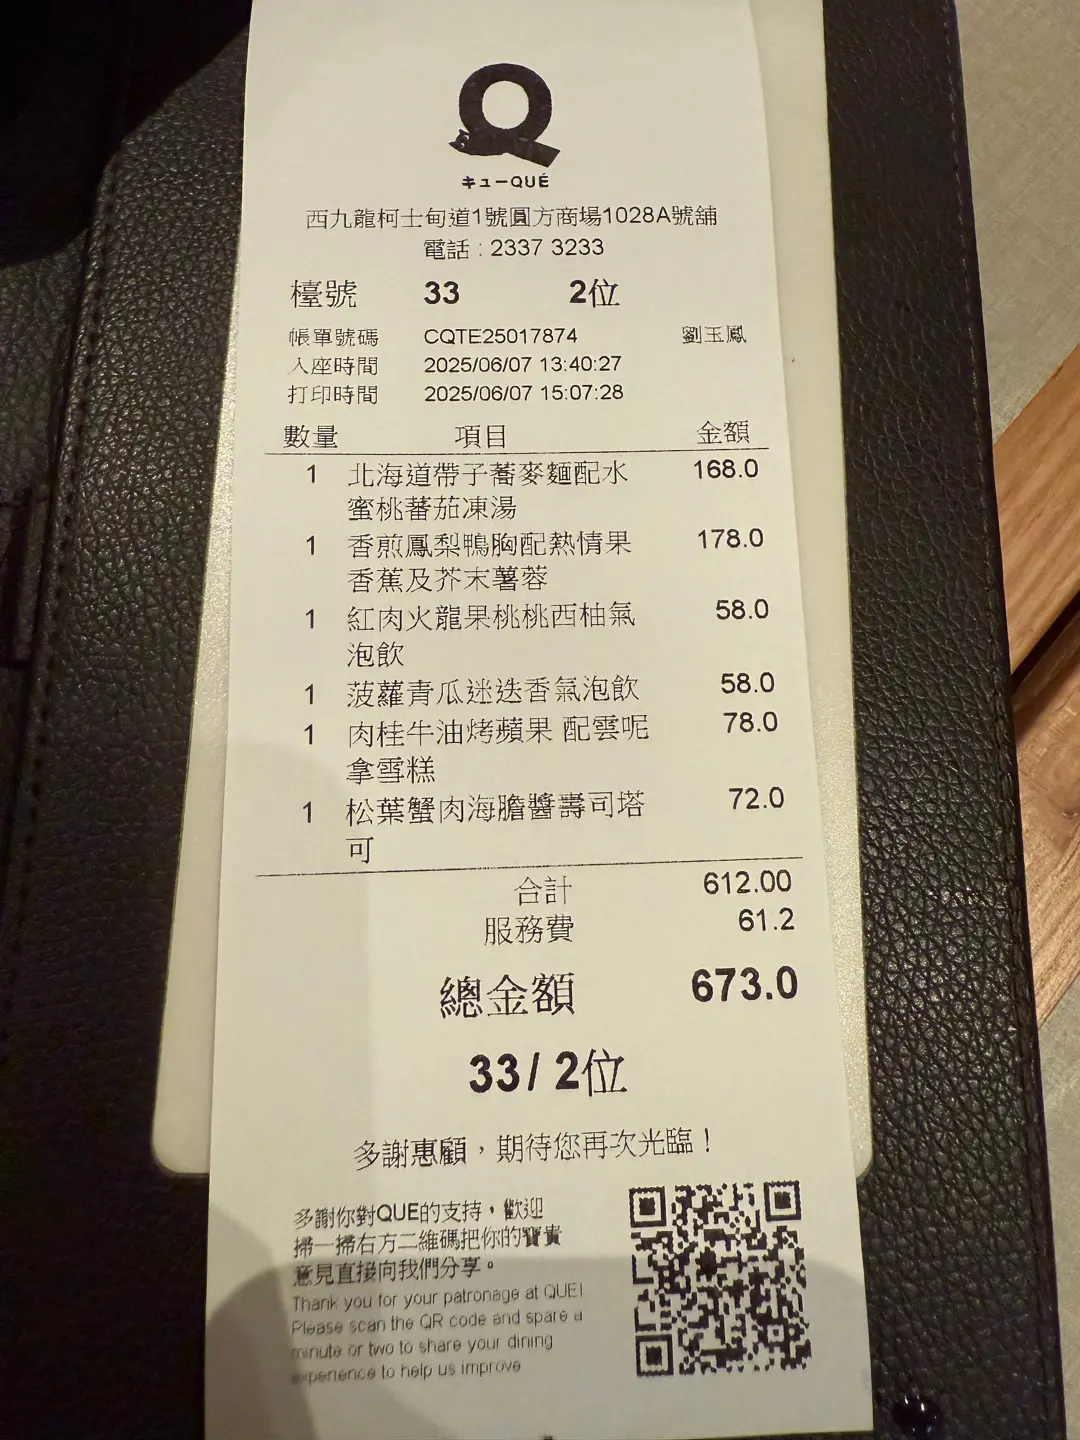 Q
キューQUÉ
西九龍柯士甸道1號圓方商場1028A號舖
電話 : 2337 3233
檯號 33 2位
帳單號碼 CQTE25017874 劉玉鳳
入座時間 2025/06/07 13:40:27
打印時間 2025/06/07 15:07:28
數量 項目 金額
1 北海道帶子蕎麥麵配水 168.0
蜜桃蕃茄凍湯
1 香煎鳳梨鴨胸配熱情果 178.0
香蕉及芥末薯蓉
1 紅肉火龍果桃桃西柚氣 58.0
泡飲
1 菠蘿青瓜迷迭香氣泡飲 58.0
1 肉桂牛油烤蘋果 配雲呢 78.0
拿雪糕
1 松葉蟹肉海膽醬壽司塔 72.0
可
合計 612.00
服務費 61.2
總金額 673.0
33/ 2位
多謝惠顧，期待您再次光臨！
多謝你對QUE的支持，歡迎
掃一掃右方二維碼把你的寶貴
意見直接向我們分享。
Thank you for your patronage at QUE!
Please scan the QR code and spare a
minute or two to share your dining
experience to help us improve